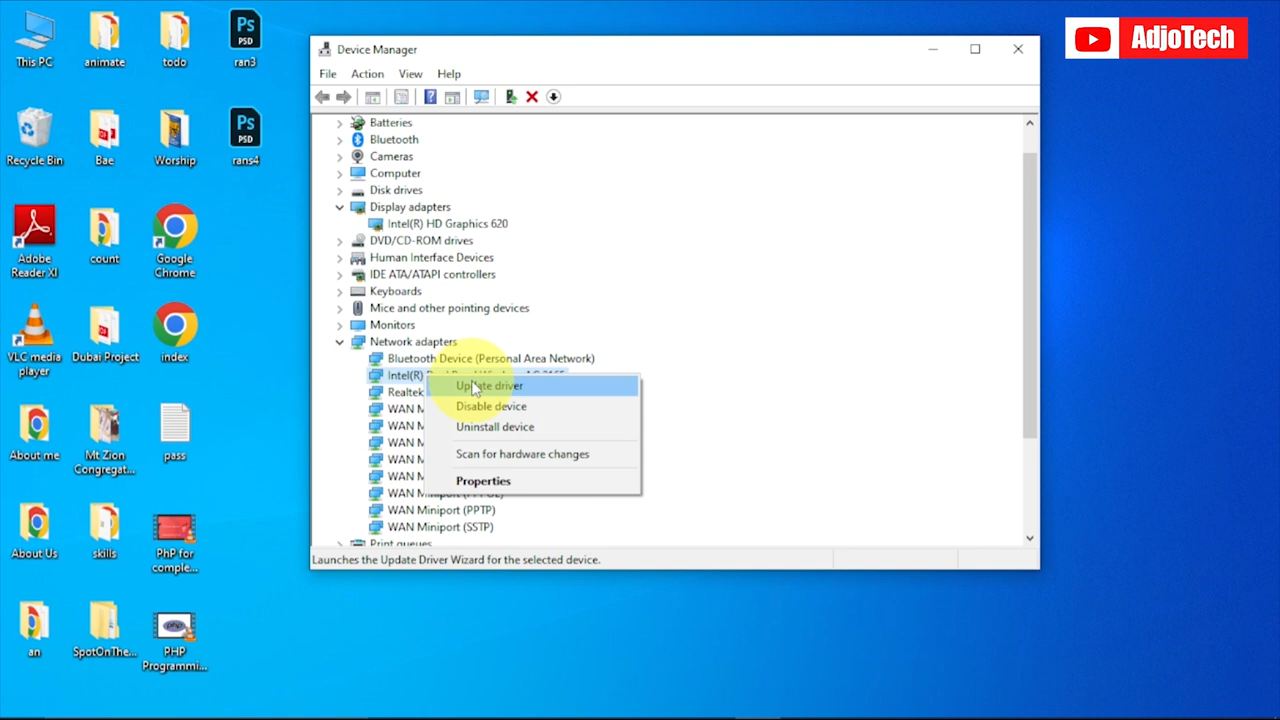 This PC
animate
todo
PSD
ran3
Recycle Bin
Bae
Worship
PSD
rans4
Adobe
Reader XI
count
Google
Chrome
VLC media
player
Dubai Project
index
About me
Mt Zion
Congregat...
pass
About Us
skills
PhP for
comple...
an
SpotOnThe...
PHP
Programmi...
Device Manager
File Action View Help
Batteries
Bluetooth
Cameras
Computer
Disk drives
Display adapters
Intel(R) HD Graphics 620
DVD/CD-ROM drives
Human Interface Devices
IDE ATA/ATAPI controllers
Keyboards
Mice and other pointing devices
Monitors
Network adapters
Bluetooth Device (Personal Area Network)
Intel(R)
Realtek
WAN M
WAN M
WAN M
WAN M
WAN M
WAN Miniport
WAN Miniport (PPTP)
WAN Miniport (SSTP)
Print queues
Update driver
Disable device
Uninstall device
Scan for hardware changes
Properties
Launches the Update Driver Wizard for the selected device.
AdjoTech